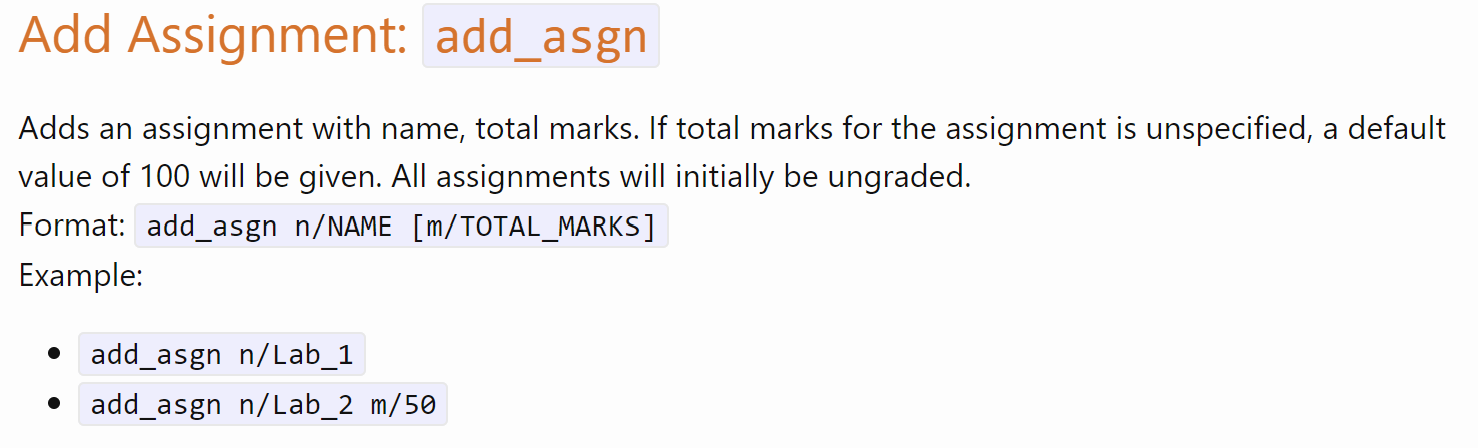 Add Assignment: add_asgn
Adds an assignment with name, total marks. If total marks for the assignment is unspecified, a default
value of 100 will be given. All assignments will initially be ungraded.
Format: add_asgn n/NAME [m/TOTAL_MARKS]
Example:
• add_asgn n/Lab_1
• add_asgn n/Lab_2 m/50